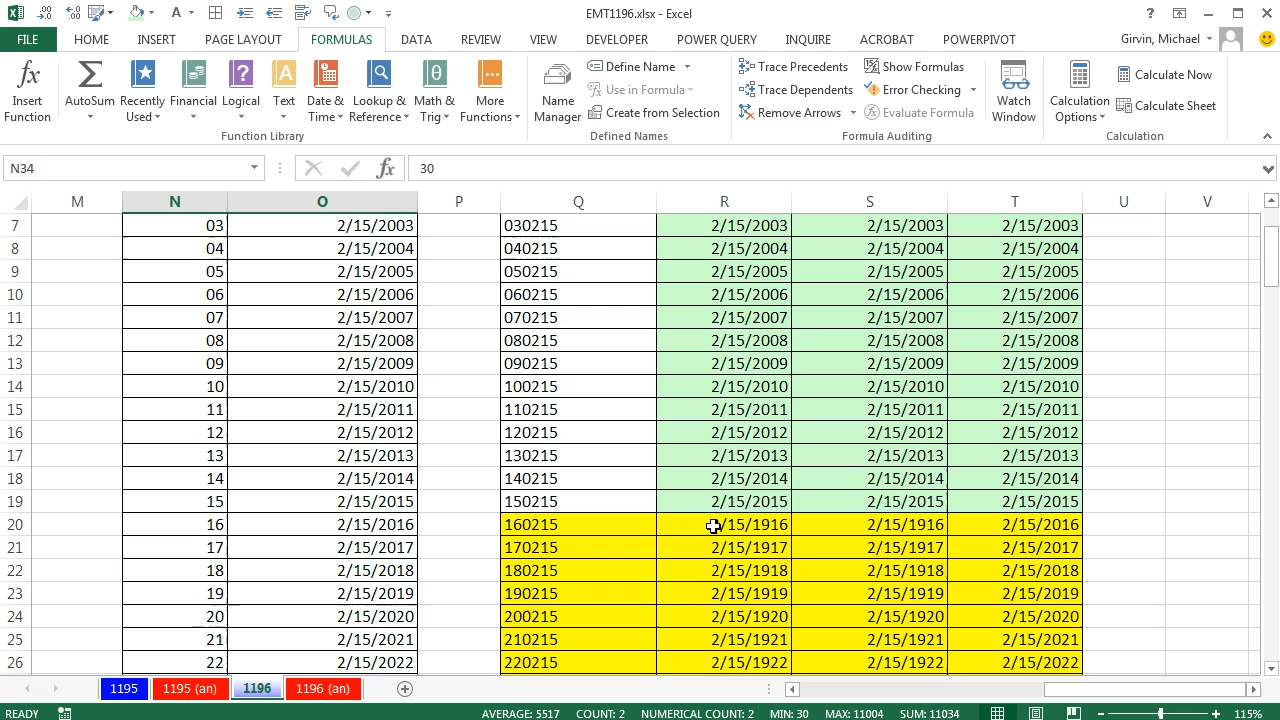 EMT1196.xlsx - Excel
FILE HOME INSERT PAGE LAYOUT FORMULAS DATA REVIEW VIEW DEVELOPER POWER QUERY INQUIRE ACROBAT POWERPIVOT Girvin, Michael
Insert Function
AutoSum
Recently Used
Financial
Logical
Text
Date & Time
Lookup & Reference
Math & Trig
More Functions
Function Library
Name Manager
Define Name
Use in Formula
Create from Selection
Defined Names
Trace Precedents
Trace Dependents
Remove Arrows
Show Formulas
Error Checking
Evaluate Formula
Formula Auditing
Watch Window
Calculation Options
Calculate Now
Calculate Sheet
Calculation
N34 fx 30
M N O P Q R S T U V
7 03 2/15/2003 030215 2/15/2003 2/15/2003 2/15/2003
8 04 2/15/2004 040215 2/15/2004 2/15/2004 2/15/2004
9 05 2/15/2005 050215 2/15/2005 2/15/2005 2/15/2005
10 06 2/15/2006 060215 2/15/2006 2/15/2006 2/15/2006
11 07 2/15/2007 070215 2/15/2007 2/15/2007 2/15/2007
12 08 2/15/2008 080215 2/15/2008 2/15/2008 2/15/2008
13 09 2/15/2009 090215 2/15/2009 2/15/2009 2/15/2009
14 10 2/15/2010 100215 2/15/2010 2/15/2010 2/15/2010
15 11 2/15/2011 110215 2/15/2011 2/15/2011 2/15/2011
16 12 2/15/2012 120215 2/15/2012 2/15/2012 2/15/2012
17 13 2/15/2013 130215 2/15/2013 2/15/2013 2/15/2013
18 14 2/15/2014 140215 2/15/2014 2/15/2014 2/15/2014
19 15 2/15/2015 150215 2/15/2015 2/15/2015 2/15/2015
20 16 2/15/2016 160215 2/15/1916 2/15/1916 2/15/2016
21 17 2/15/2017 170215 2/15/1917 2/15/1917 2/15/2017
22 18 2/15/2018 180215 2/15/1918 2/15/1918 2/15/2018
23 19 2/15/2019 190215 2/15/1919 2/15/1919 2/15/2019
24 20 2/15/2020 200215 2/15/1920 2/15/1920 2/15/2020
25 21 2/15/2021 210215 2/15/1921 2/15/1921 2/15/2021
26 22 2/15/2022 220215 2/15/1922 2/15/1922 2/15/2022
1195 1195 (an) 1196 1196 (an)
READY AVERAGE: 5517 COUNT: 2 NUMERICAL COUNT: 2 MIN: 30 MAX: 11004 SUM: 11034 115%